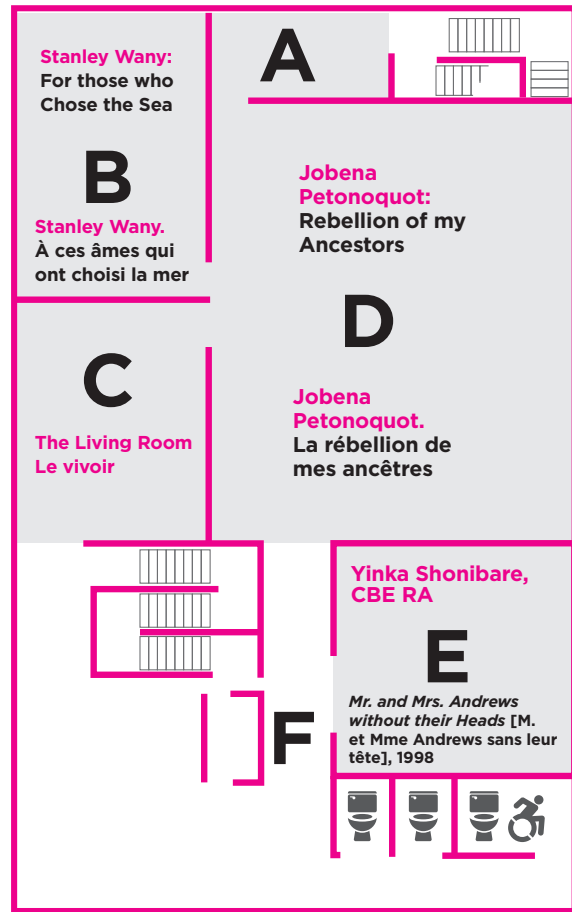 Stanley Wany:
For those who
Chose the Sea
B
Stanley Wany.
À ces âmes qui
ont choisi la mer
A
Jobena
Petonoquot:
Rebellion of my
Ancestors
D
Jobena
Petonoquot.
La rébellion de
mes ancêtres
C
The Living Room
Le vivoir
Yinka Shonibare,
CBE RA
E
Mr. and Mrs. Andrews
without their Heads [M.
et Mme Andrews sans leur
tête], 1998
F